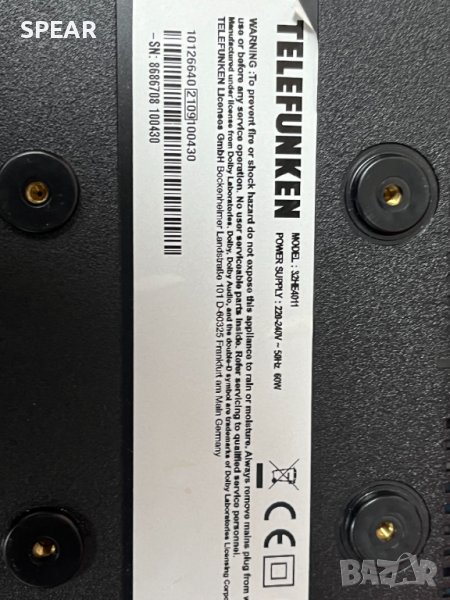 SPEAR
TELEFUNKEN
MODEL : 32HE4011
POWER SUPPLY : 220-240V ~ 50Hz 60W
WARNING :To prevent fire or shock hazard do not expose this appliance to rain or moisture. Always remove mains plug from w
use or before any service operation. No user serviceable parts inside. Refer servicing to qualified service personnel.
Manufactured under license from Dolby Laboratories. Dolby, Dolby Audio, and the double-D symbol are trademarks of Dolby Laboratories Licensing Corpo
TELEFUNKEN Licenses GmbH Bockenheimer Landstraße 101 D-60325 Frankfurt am Main Germany
10126640 2109 100430
-SN: 8686708 100430
CE
BAZAR